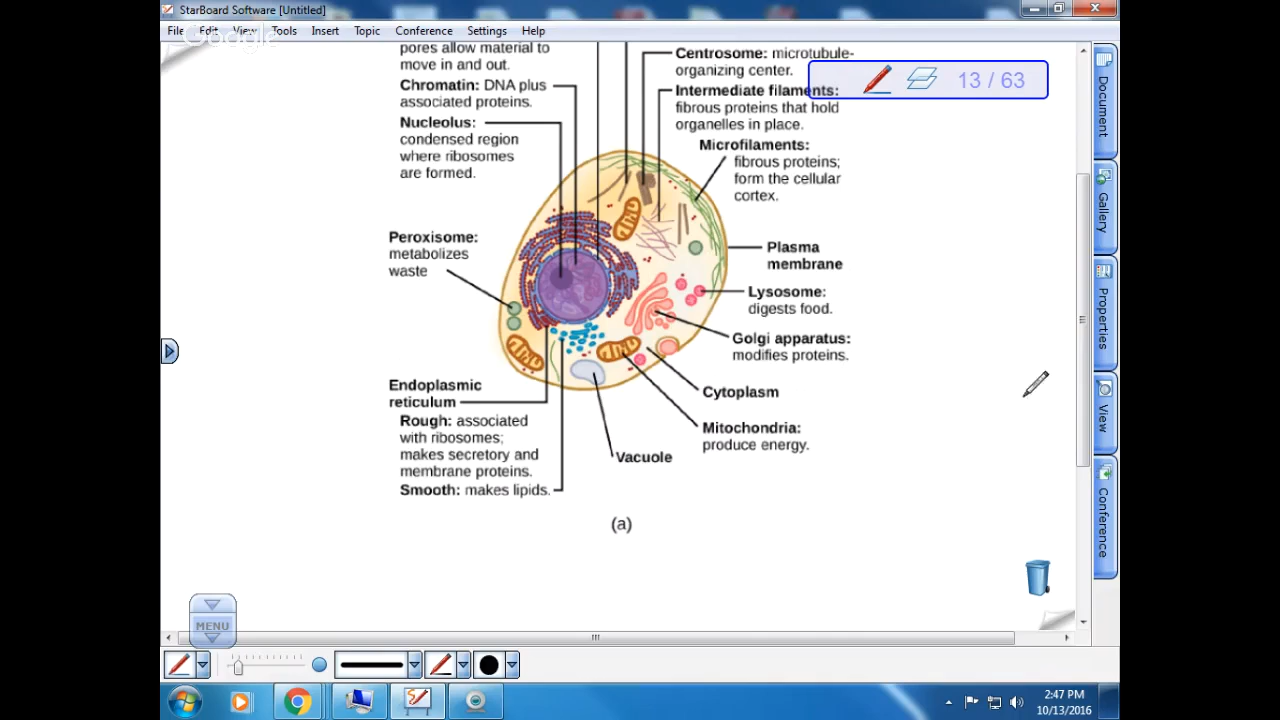 StarBoard Software [Untitled]
File Edit View Tools Insert Topic Conference Settings Help
Google
13 / 63
pores allow material to
move in and out.
Chromatin: DNA plus
associated proteins.
Nucleolus:
condensed region
where ribosomes
are formed.
Peroxisome:
metabolizes
waste
Endoplasmic
reticulum
Rough: associated
with ribosomes;
makes secretory and
membrane proteins.
Smooth: makes lipids.
Centrosome: microtubule-
organizing center.
Intermediate filaments:
fibrous proteins that hold
organelles in place.
Microfilaments:
fibrous proteins;
form the cellular
cortex.
Plasma
membrane
Lysosome:
digests food.
Golgi apparatus:
modifies proteins.
Cytoplasm
Mitochondria:
produce energy.
Vacuole
(a)
Document
Gallery
Properties
View
Conference
MENU
2:47 PM
10/13/2016